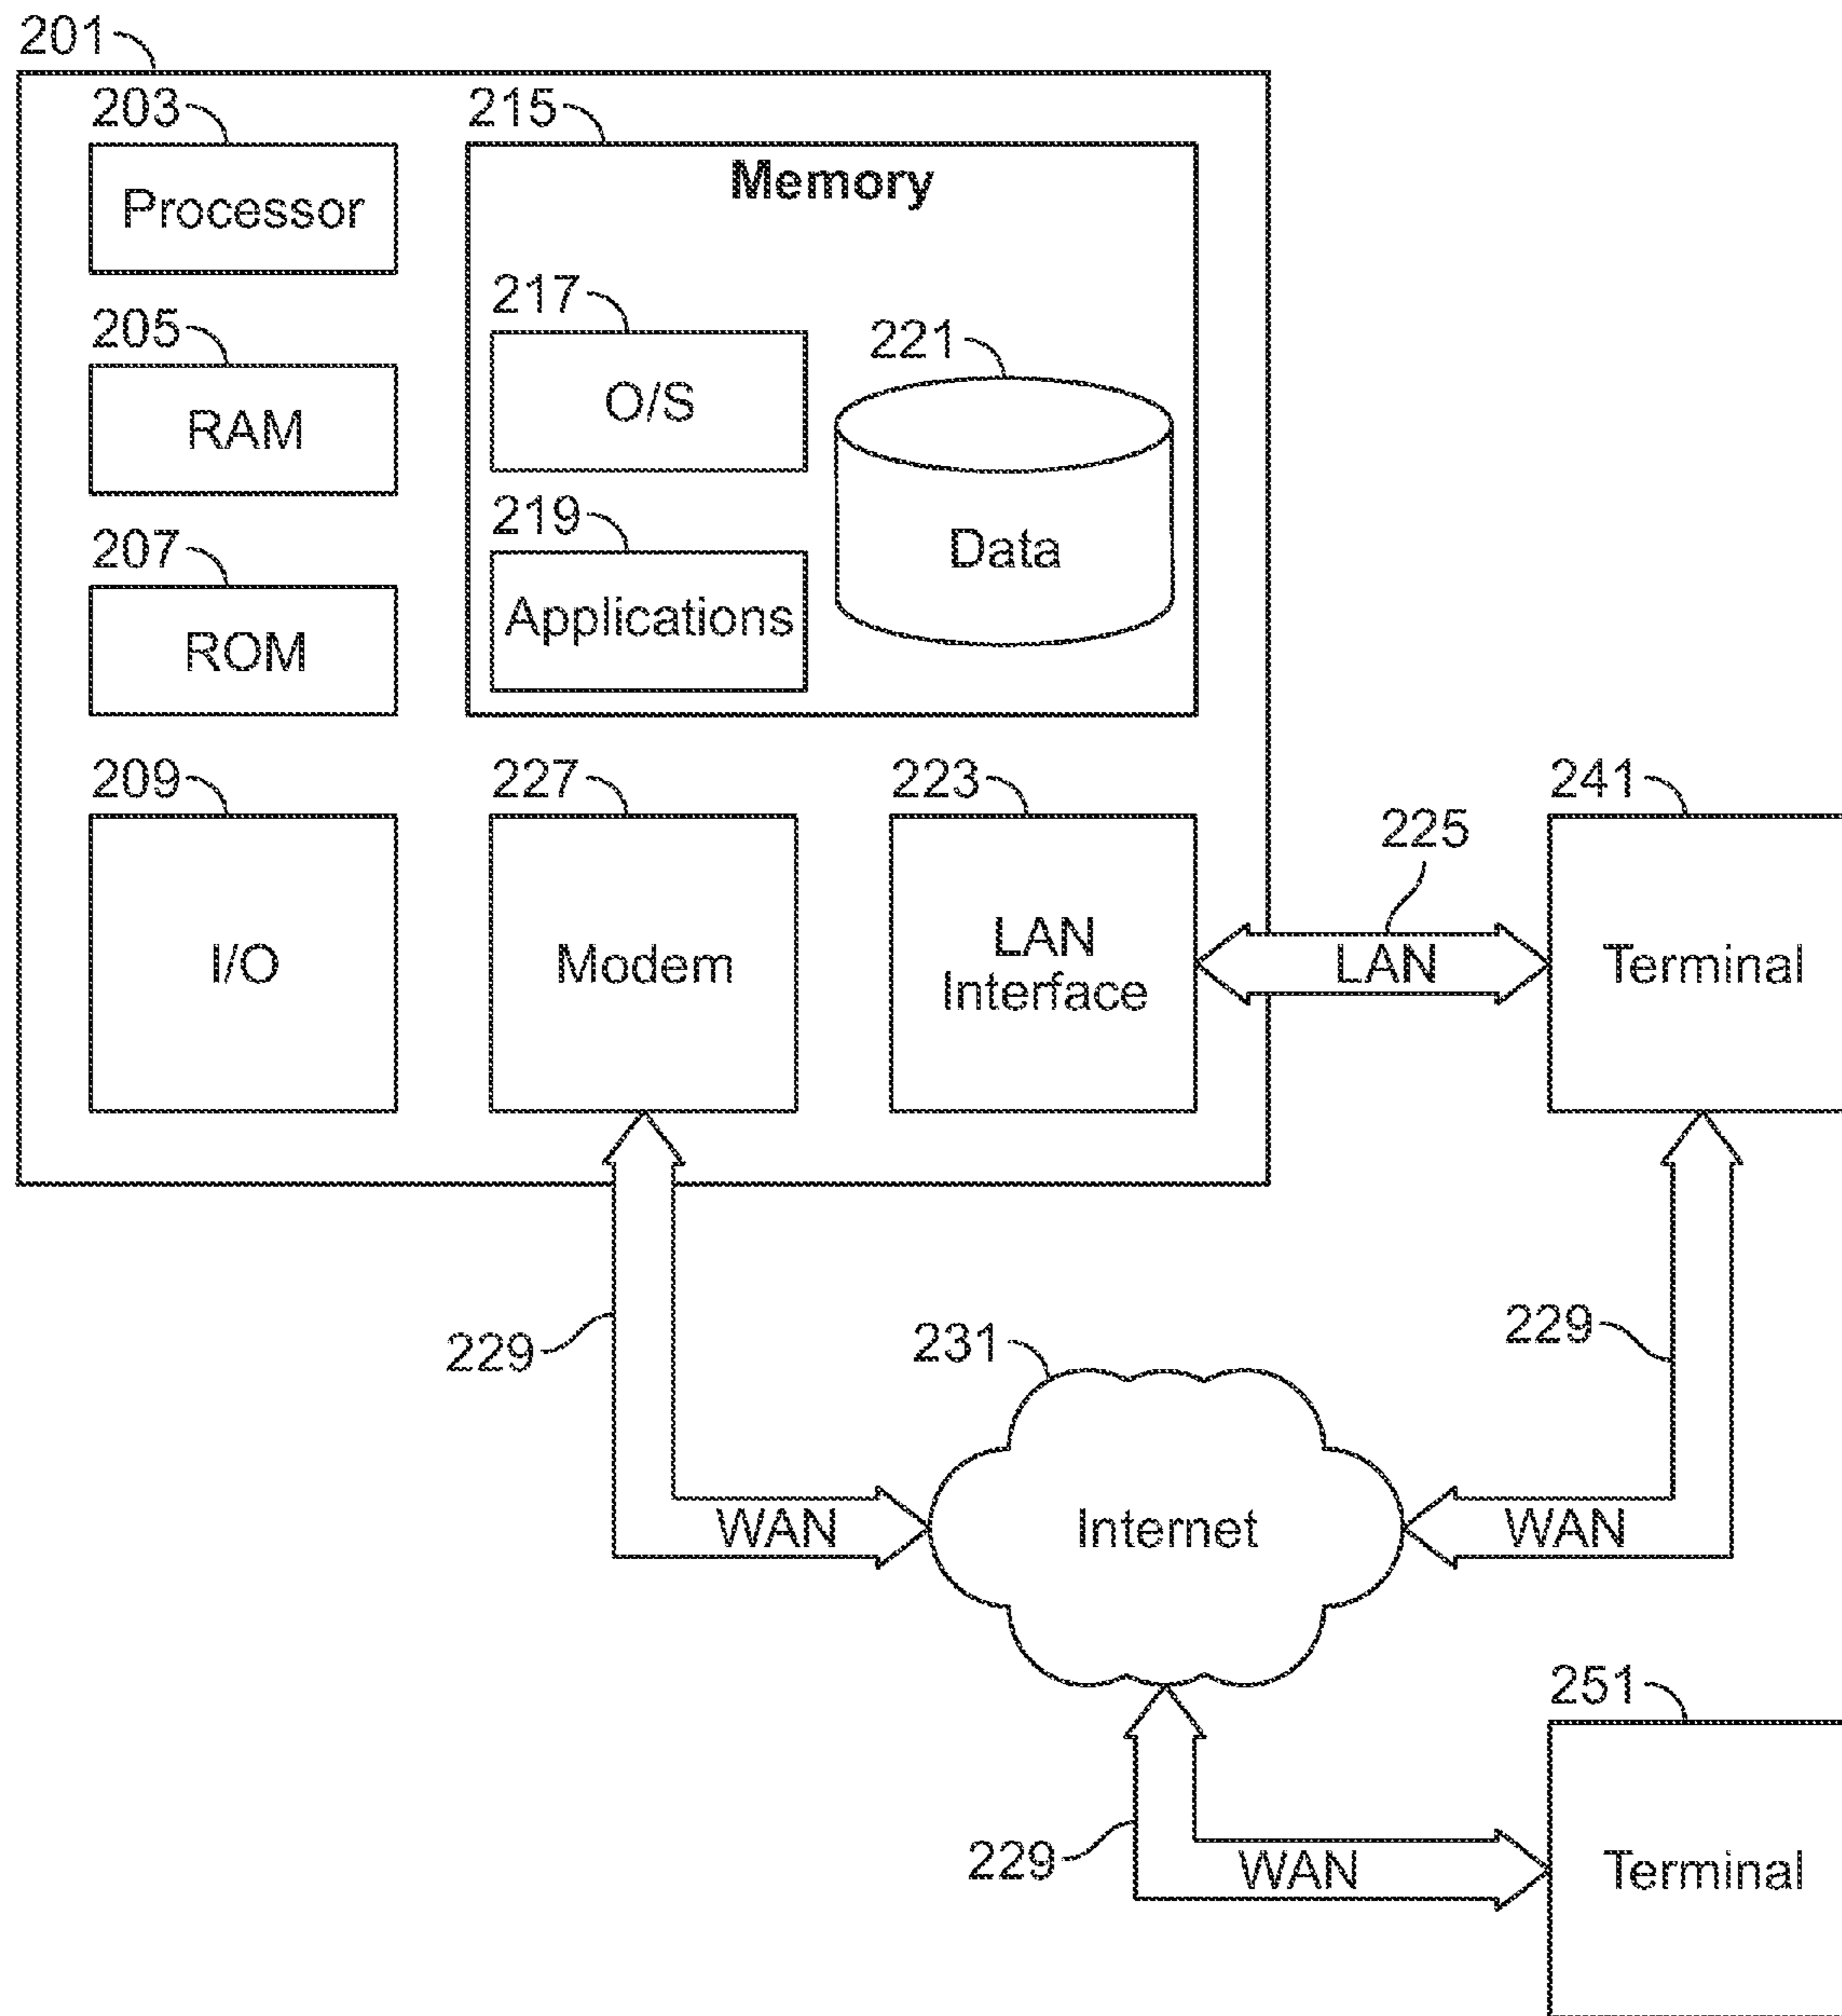 201
203
Processor
205
RAM
207
ROM
215
Memory
217
O/S
219
Applications
221
Data
209
I/O
227
Modem
223
LAN
Interface
225
LAN
241
Terminal
229
WAN
231
Internet
229
WAN
229
WAN
251
Terminal